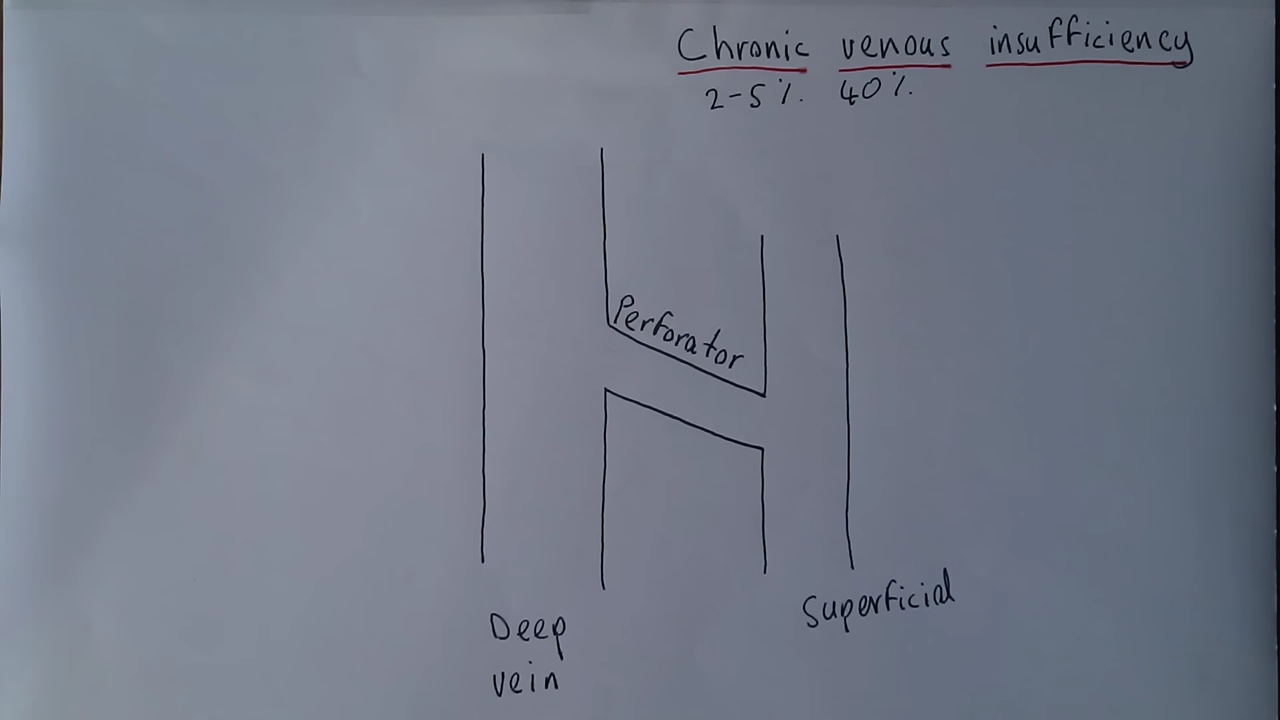 Chronic venous insufficiency
2-5%. 40%.
Perforator
Superficial
Deep
vein